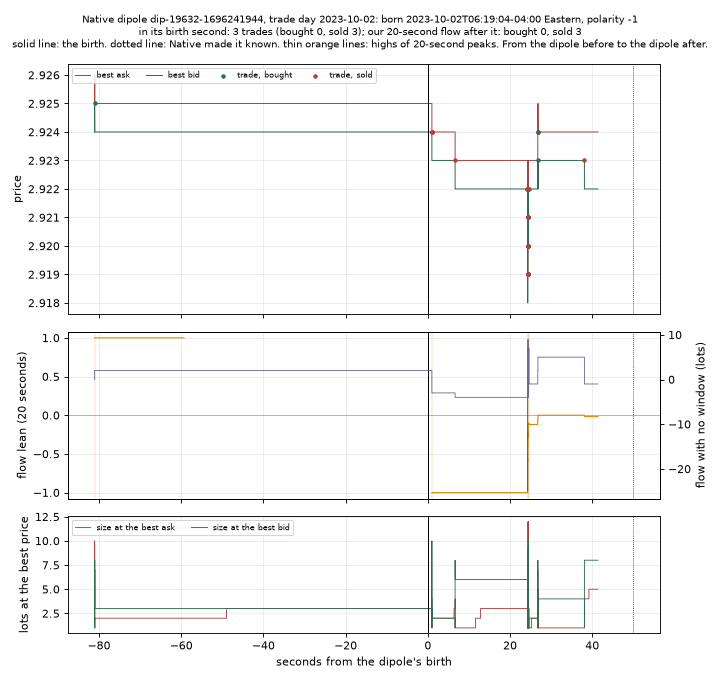 Native dipole dip-19632-1696241944, trade day 2023-10-02: born 2023-10-02T06:19:04-04:00 Eastern, polarity -1
in its birth second: 3 trades (bought 0, sold 3); our 20-second flow after it: bought 0, sold 3
solid line: the birth. dotted line: Native made it known. thin orange lines: highs of 20-second peaks. From the dipole before to the dipole after.
best ask
best bid
trade, bought
trade, sold
2.926
2.925
2.924
2.923
2.922
2.921
2.920
2.919
2.918
price
1.0
0.5
0.0
−0.5
−1.0
flow lean (20 seconds)
10
0
−10
−20
flow with no window (lots)
size at the best ask
size at the best bid
12.5
10.0
7.5
5.0
2.5
lots at the best price
−80
−60
−40
−20
0
20
40
seconds from the dipole's birth